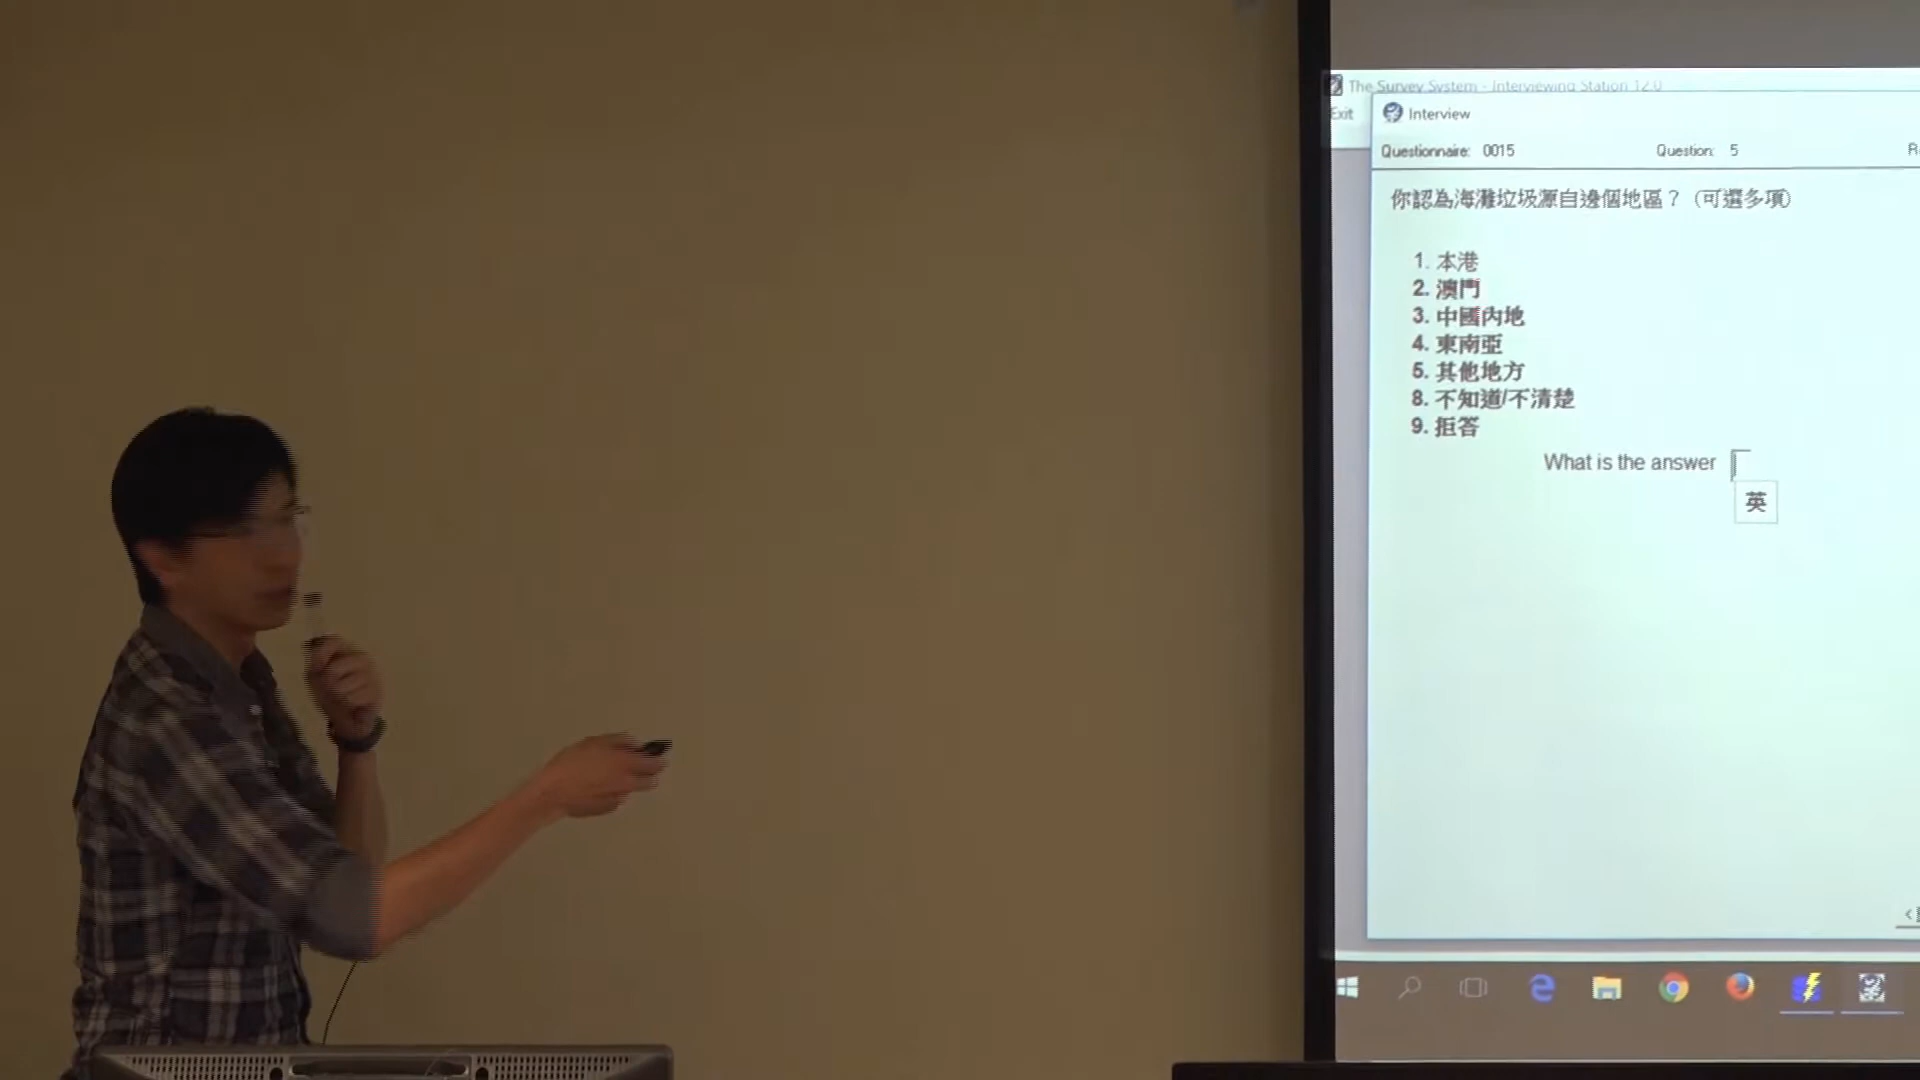 The Survey System - Interviewing Station 12.0
Exit
Interview
Questionnaire: 0015 Question: 5
你認為海灘垃圾源自邊個地區？（可選多項）
1. 本港
2. 澳門
3. 中國內地
4. 東南亞
5. 其他地方
8. 不知道/不清楚
9. 拒答
What is the answer
英